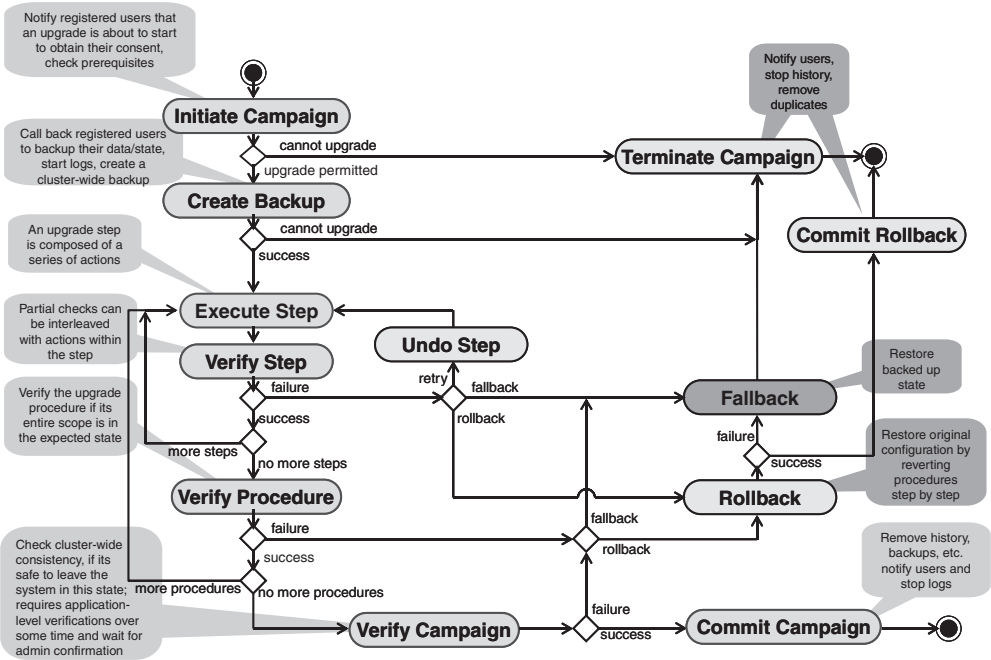 Notify registered users that
an upgrade is about to start
to obtain their consent,
check prerequisites
Notify users,
stop history,
remove
duplicates
Initiate Campaign
Call back registered users
to backup their data/state,
start logs, create a
cluster-wide backup
cannot upgrade
Terminate Campaign
upgrade permitted
Create Backup
An upgrade step
is composed of a
series of actions
cannot upgrade
success
Commit Rollback
Execute Step
Partial checks can
be interleaved
with actions within
the step
Undo Step
Verify Step
Restore
backed up
state
retry
failure
fallback
Fallback
Verify the upgrade
procedure if its
entire scope is in
the expected state
success
rollback
more steps
no more steps
failure
success
Restore original
configuration by
reverting
procedures
step by step
Verify Procedure
Rollback
failure
fallback
success
rollback
Check cluster-wide
consistency, if its
safe to leave the
system in this state;
requires application-
level verifications over
some time and wait for
admin confirmation
more procedures
no more procedures
Remove history,
backups, etc.
notify users and
stop logs
failure
Verify Campaign
success
Commit Campaign